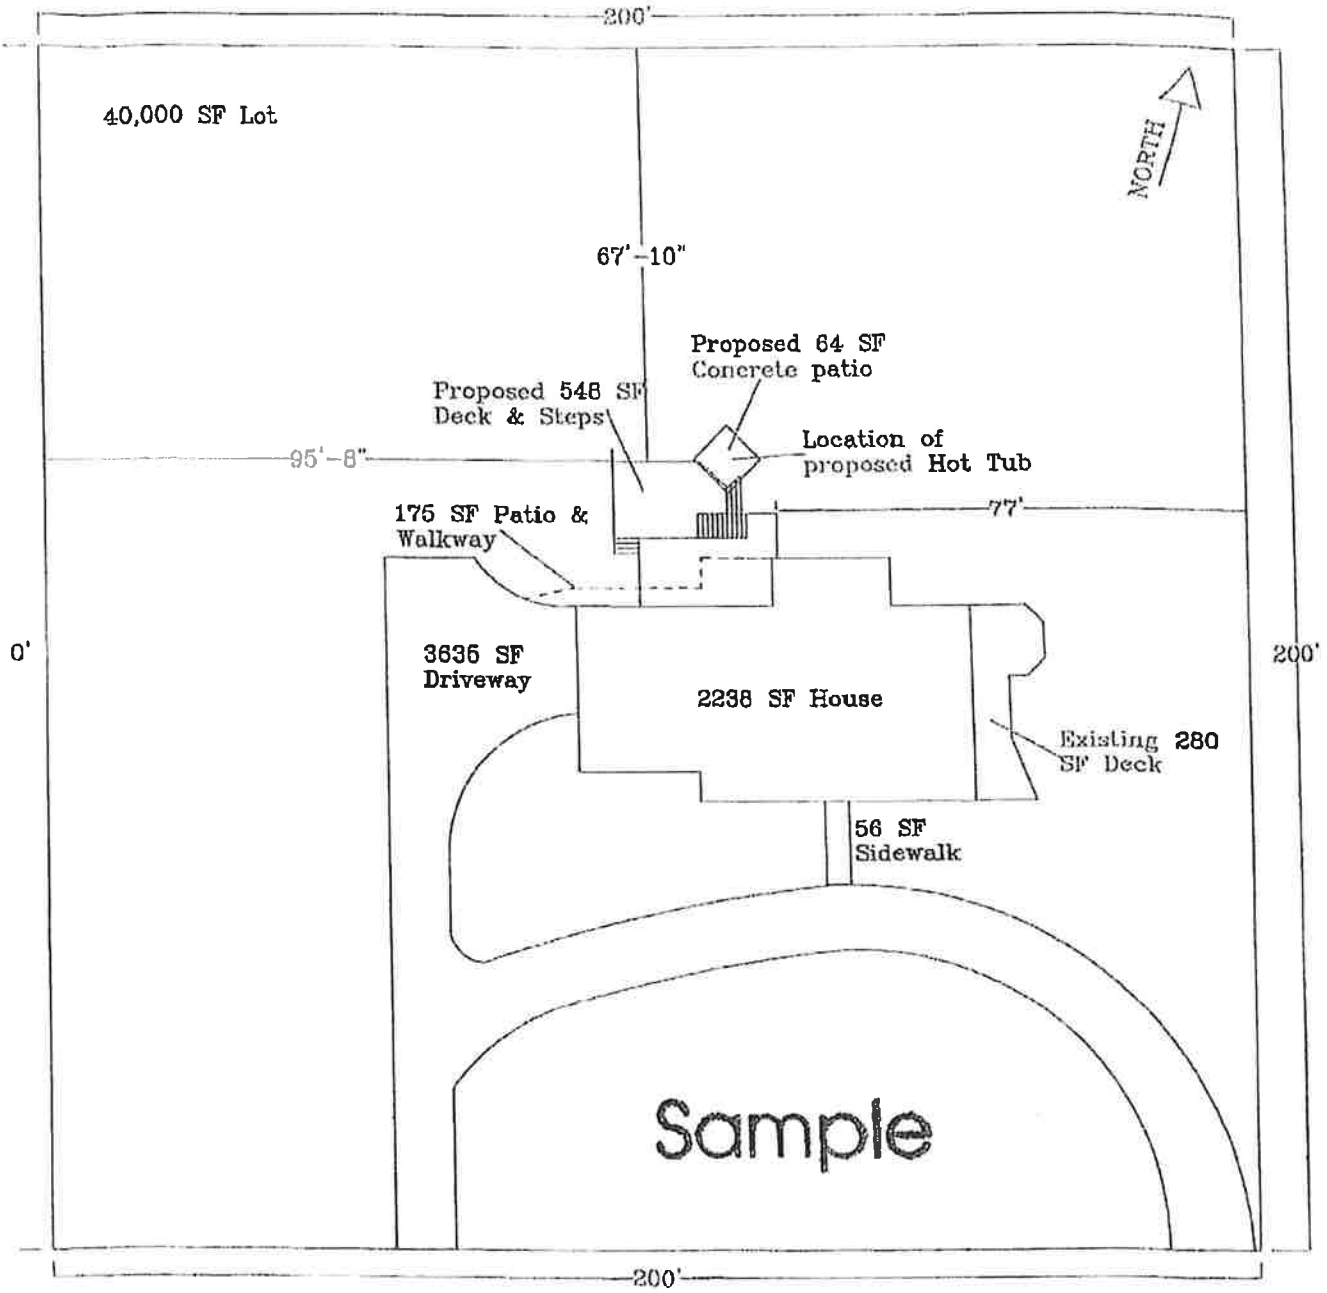 200'
40,000 SF Lot
NORTH
67'-10"
Proposed 64 SF
Concrete patio
Proposed 548 SF
Deck & Steps
Location of
proposed Hot Tub
95'-8"
77'
175 SF Patio &
Walkway
0'
3635 SF
Driveway
200'
2238 SF House
Existing 280
SF Deck
56 SF
Sidewalk
Sample
200'